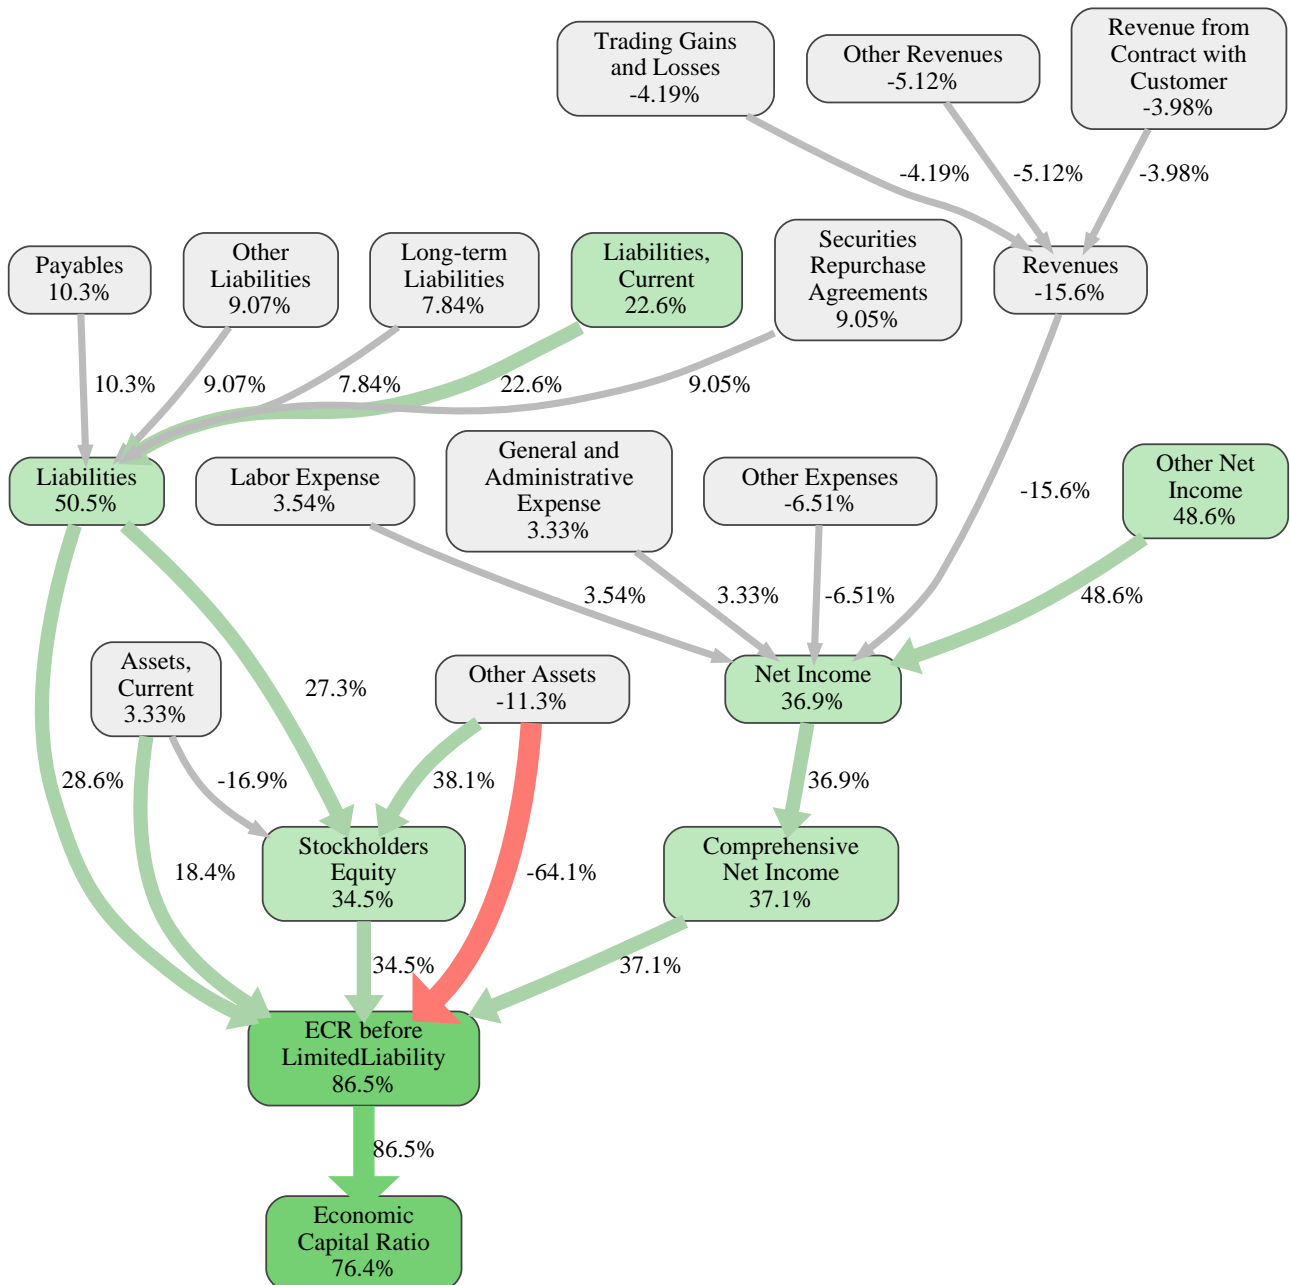 Trading Gains
and Losses
-4.19%
Other Revenues
-5.12%
Revenue from
Contract with
Customer
-3.98%
-4.19%
-5.12%
-3.98%
Payables
10.3%
Other
Liabilities
9.07%
Long-term
Liabilities
7.84%
Liabilities,
Current
22.6%
Securities
Repurchase
Agreements
9.05%
Revenues
-15.6%
10.3%
9.07%
7.84%
22.6%
9.05%
Liabilities
50.5%
Labor Expense
3.54%
General and
Administrative
Expense
3.33%
Other Expenses
-6.51%
-15.6%
Other Net
Income
48.6%
3.54%
3.33%
-6.51%
48.6%
Assets,
Current
3.33%
27.3%
Other Assets
-11.3%
Net Income
36.9%
28.6%
-16.9%
38.1%
36.9%
18.4%
Stockholders
Equity
34.5%
-64.1%
Comprehensive
Net Income
37.1%
34.5%
37.1%
ECR before
LimitedLiability
86.5%
86.5%
Economic
Capital Ratio
76.4%